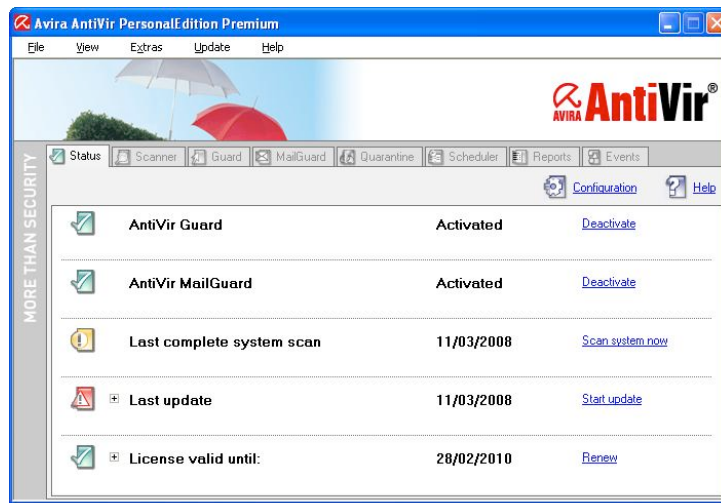 Avira AntiVir PersonalEdition Premium
File View Extras Update Help
AVIRA AntiVir®
MORE THAN SECURITY
Status Scanner Guard MailGuard Quarantine Scheduler Reports Events
Configuration Help
AntiVir Guard Activated Deactivate
AntiVir MailGuard Activated Deactivate
Last complete system scan 11/03/2008 Scan system now
Last update 11/03/2008 Start update
License valid until: 28/02/2010 Renew